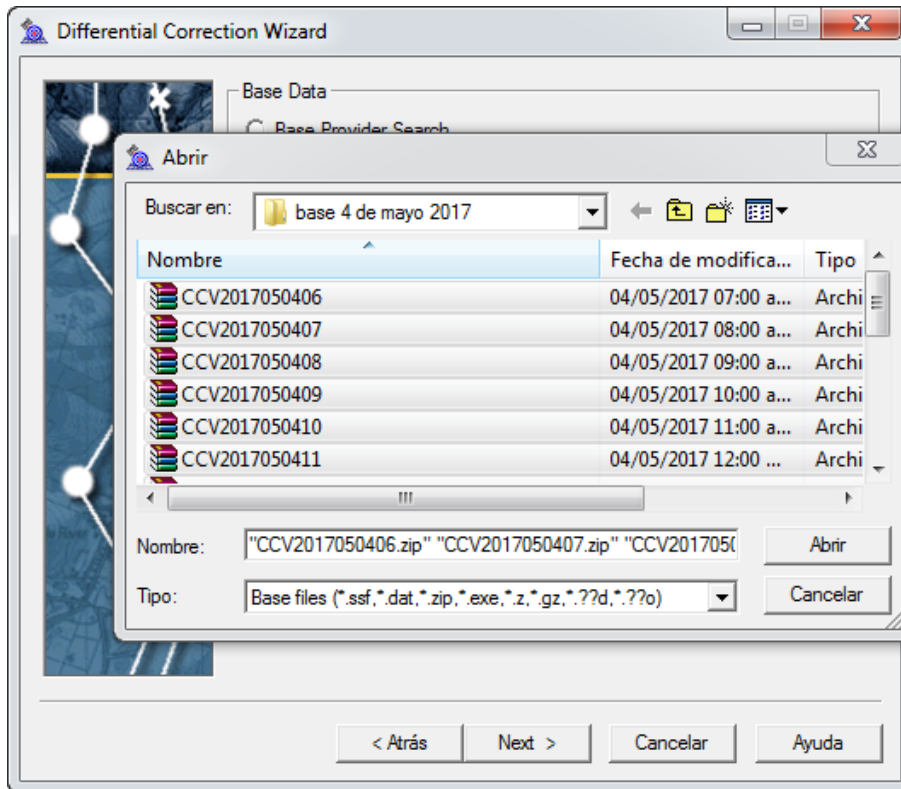 Differential Correction Wizard
Base Data
Base Provider Search
Abrir
Buscar en: base 4 de mayo 2017
Nombre Fecha de modifica... Tipo
CCV2017050406 04/05/2017 07:00 a... Archi
CCV2017050407 04/05/2017 08:00 a... Archi
CCV2017050408 04/05/2017 09:00 a... Archi
CCV2017050409 04/05/2017 10:00 a... Archi
CCV2017050410 04/05/2017 11:00 a... Archi
CCV2017050411 04/05/2017 12:00 ... Archi
Nombre: "CCV2017050406.zip" "CCV2017050407.zip" "CCV2017050 Abrir
Tipo: Base files (*.ssf,*.dat,*.zip,*.exe,*.z,*.gz,*.??d,*.??o) Cancelar
< Atrás Next > Cancelar Ayuda